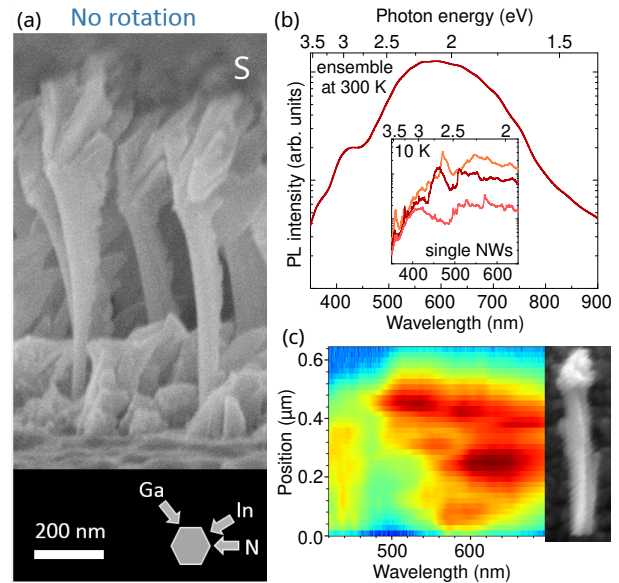 (a) No rotation
S
Ga
In
N
200 nm
(b) Photon energy (eV)
3.5 3 2.5 2 1.5
ensemble
at 300 K
PL intensity (arb. units)
3.5 3 2.5 2
10 K
single NWs
400 500 600
400 500 600 700 800 900
Wavelength (nm)
(c)
0.6
0.4
0.2
0.0
Position (µm)
500 600
Wavelength (nm)